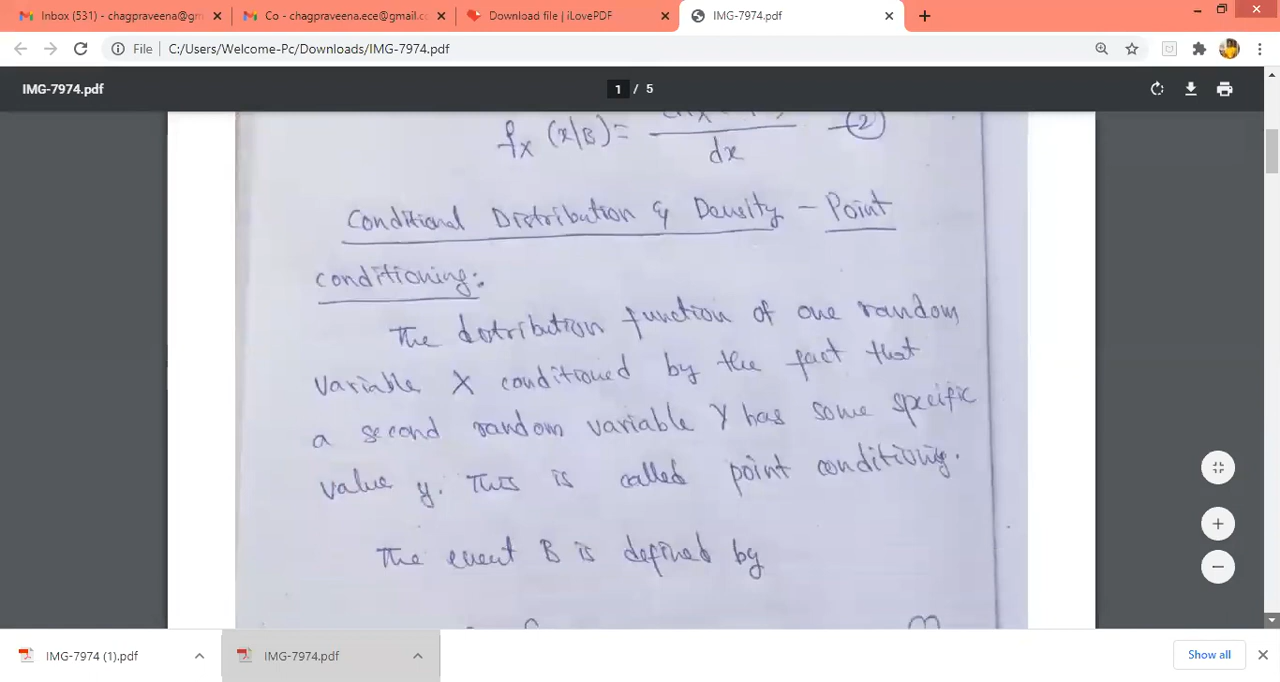 Inbox (531) - chagpraveena@gm
Co - chagpraveena.ece@gmail.c
Download file | iLovePDF
IMG-7974.pdf
File
C:/Users/Welcome-Pc/Downloads/IMG-7974.pdf
IMG-7974.pdf
1 / 5
fx (x/B) = — ②
dx
Conditional Distribution & Density - Point
conditioning:
The distribution function of one random
variable X conditioned by the fact that
a second random variable Y has some specific
value y. This is called point conditioning.
The event B is defined by
IMG-7974 (1).pdf
IMG-7974.pdf
Show all